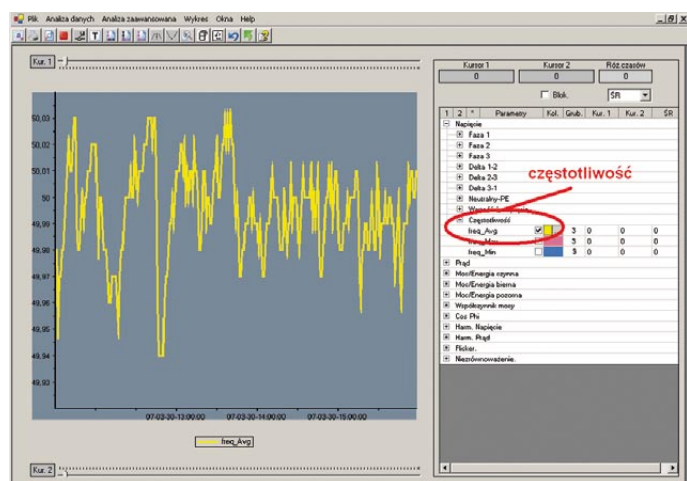 Plik Analiza danych Analiza zaawansowana Wykres Okna Help
Kur. 1
50,03
50,02
50,01
50
49,99
49,98
49,97
49,96
49,95
49,94
49,93
07-03-30-13:00:00 07-03-30-14:00:00 07-03-30-15:00:00
freq_Avg
Kur. 2
Kursor 1 Kursor 2 Róż.czasów
0 0 0
Blok. ŚR
1 2 * Parametry Kol. Grub. Kur. 1 Kur. 2 ŚR
Napięcie
Faza 1
Faza 2
Faza 3
Delta 1-2
Delta 2-3
Delta 3-1
częstotliwość
Neutralny-PE
Częstotliwość
freq_Avg 3 0 0 0
freq_Max 3 0 0 0
freq_Min 3 0 0 0
Prąd
Moc/Energia czynna
Moc/Energia bierna
Moc/Energia pozorna
Współczynnik mocy
Cos Phi
Harm. Napięcie
Harm. Prąd
Flicker.
Niezrównoważenie.